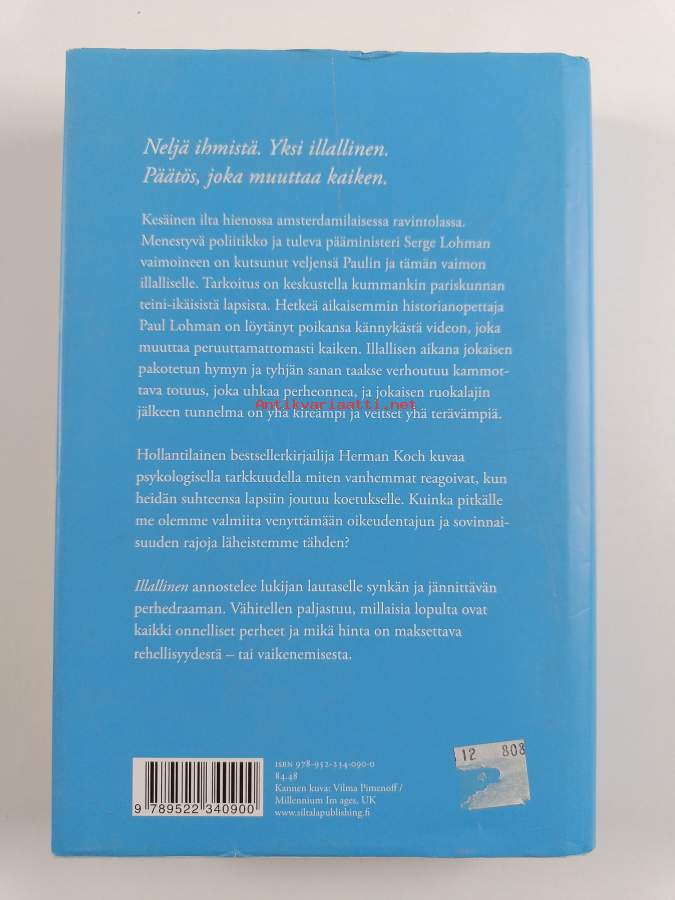 Neljä ihmistä. Yksi illallinen.
Päätös, joka muuttaa kaiken.
Kesäinen ilta hienossa amsterdamilaisessa ravintolassa.
Menestyvä poliitikko ja tuleva pääministeri Serge Lohman
vaimoineen on kutsunut veljensä Paulin ja tämän vaimon
illalliselle. Tarkoitus on keskustella kummankin pariskunnan
teini-ikäisistä lapsista. Hetkeä aikaisemmin historianopettaja
Paul Lohman on löytänyt poikansa kännykästä videon, joka
muuttaa peruuttamattomasti kaiken. Illallisen aikana jokaisen
pakotetun hymyn ja tyhjän sanan taakse verhoutuu kammot-
tava totuus, joka uhkaa perheonnea, ja jokaisen ruokalajin
Antikvariaatti.net
jälkeen tunnelma on yhä kireämpi ja veitset yhä terävämpiä.
Hollantilainen bestsellerkirjailija Herman Koch kuvaa
psykologisella tarkkuudella miten vanhemmat reagoivat, kun
heidän suhteensa lapsiin joutuu koetukselle. Kuinka pitkälle
me olemme valmiita venyttämään oikeudentajun ja sovinnai-
suuden rajoja läheistemme tähden?
Illallinen annostelee lukijan lautaselle synkän ja jännittävän
perhedraaman. Vähitellen paljastuu, millaisia lopulta ovat
kaikki onnelliset perheet ja mikä hinta on maksettava
rehellisyydestä – tai vaikenemisesta.
ISBN 978-952-234-090-0
84.48
Kannen kuva: Vilma Pimenoff /
Millennium Im ages, UK
www.siltalapublishing.fi
9 789522 340900
12 808